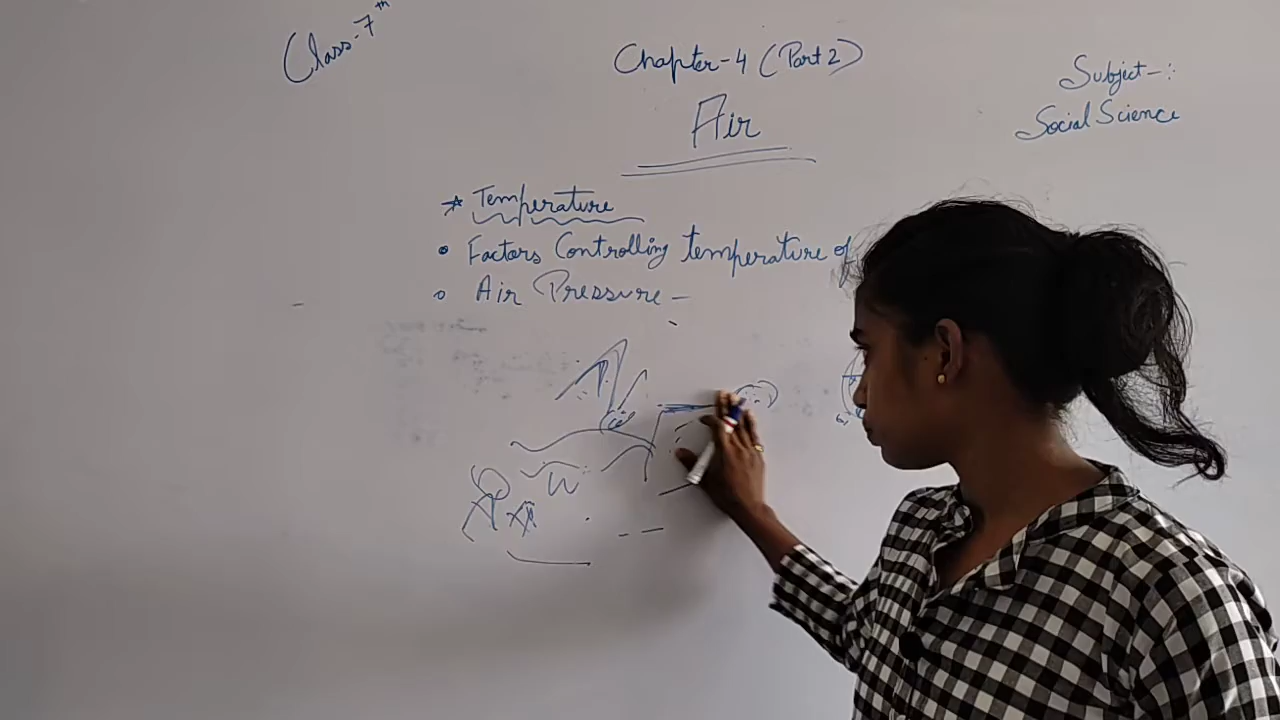 Class-7th
Chapter-4 (Part 2)
Subject-:
Social Science
Air
* Temperature
• Factors Controlling temperature of
• Air Pressure -